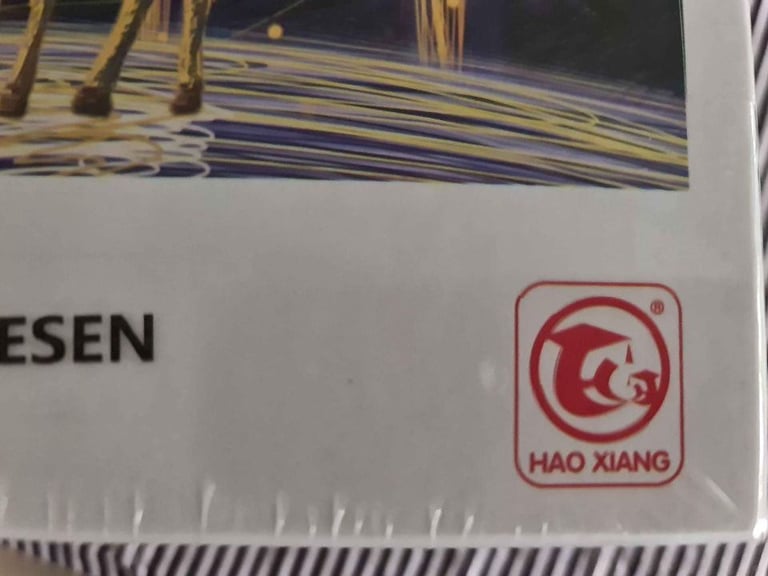 ESEN
®
HAO XIANG